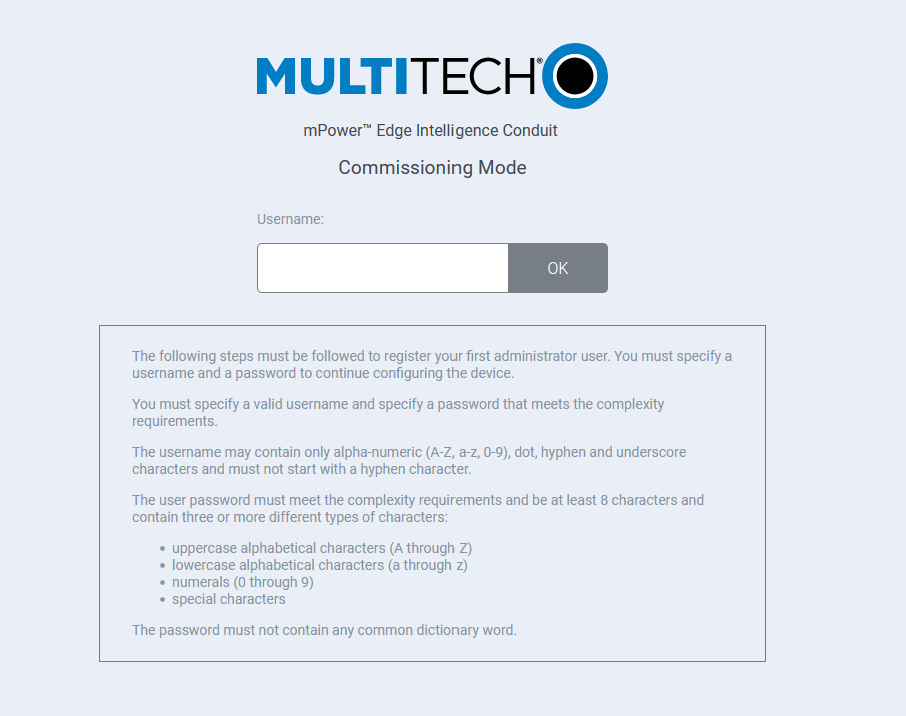 MULTITECH®
mPower™ Edge Intelligence Conduit
Commissioning Mode
Username:
OK
The following steps must be followed to register your first administrator user. You must specify a
username and a password to continue configuring the device.
You must specify a valid username and specify a password that meets the complexity
requirements.
The username may contain only alpha-numeric (A-Z, a-z, 0-9), dot, hyphen and underscore
characters and must not start with a hyphen character.
The user password must meet the complexity requirements and be at least 8 characters and
contain three or more different types of characters:
• uppercase alphabetical characters (A through Z)
• lowercase alphabetical characters (a through z)
• numerals (0 through 9)
• special characters
The password must not contain any common dictionary word.